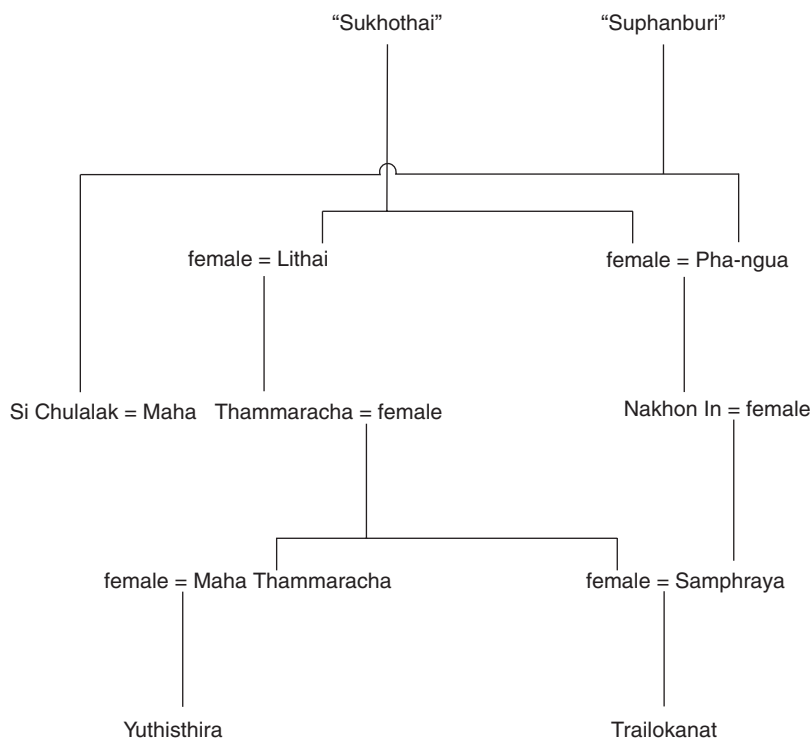 “Sukhothai” “Suphanburi”
female = Lithai female = Pha-ngua
Si Chulalak = Maha Thammaracha = female Nakhon In = female
female = Maha Thammaracha female = Samphraya
Yuthisthira Trailokanat